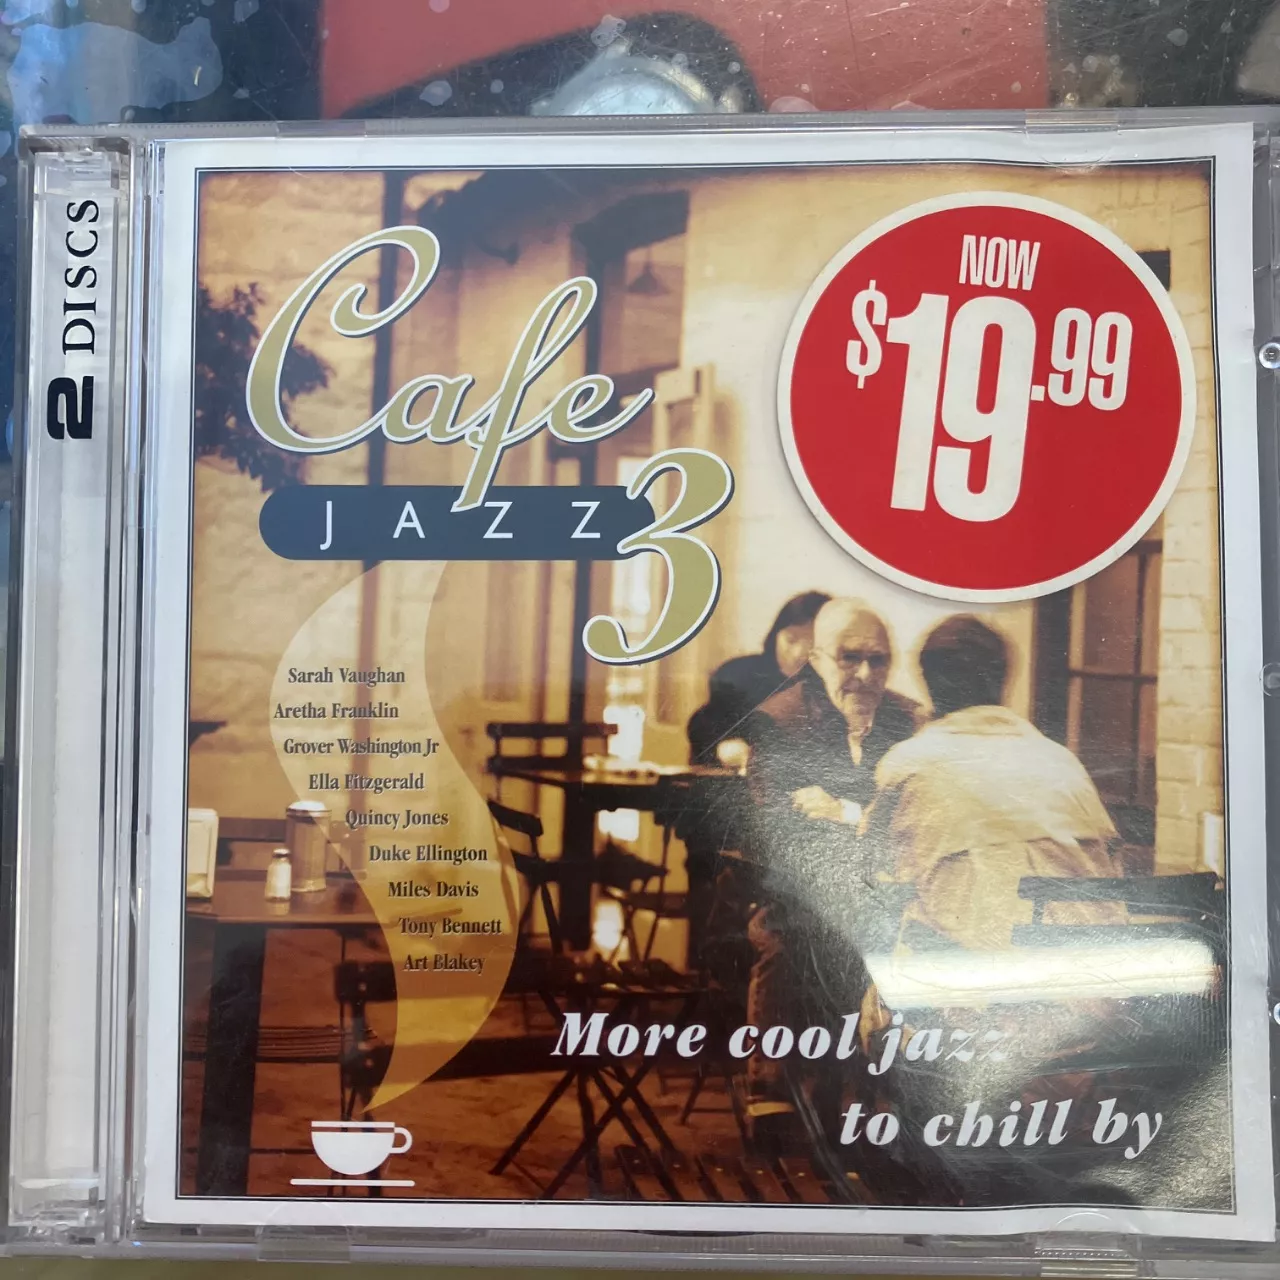 2 DISCS
Cafe
JAZZ 3
NOW
$19.99
Sarah Vaughan
Aretha Franklin
Grover Washington Jr
Ella Fitzgerald
Quincy Jones
Duke Ellington
Miles Davis
Tony Bennett
Art Blakey
More cool jazz
to chill by